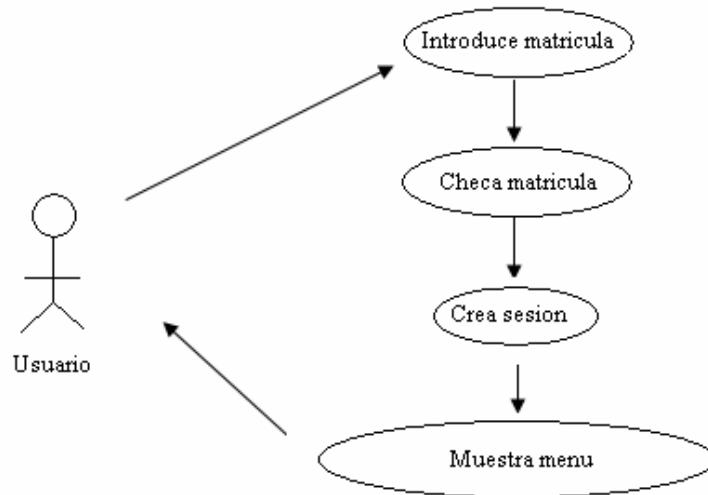 Introduce matricula
Checa matricula
Crea sesion
Usuario
Muestra menu